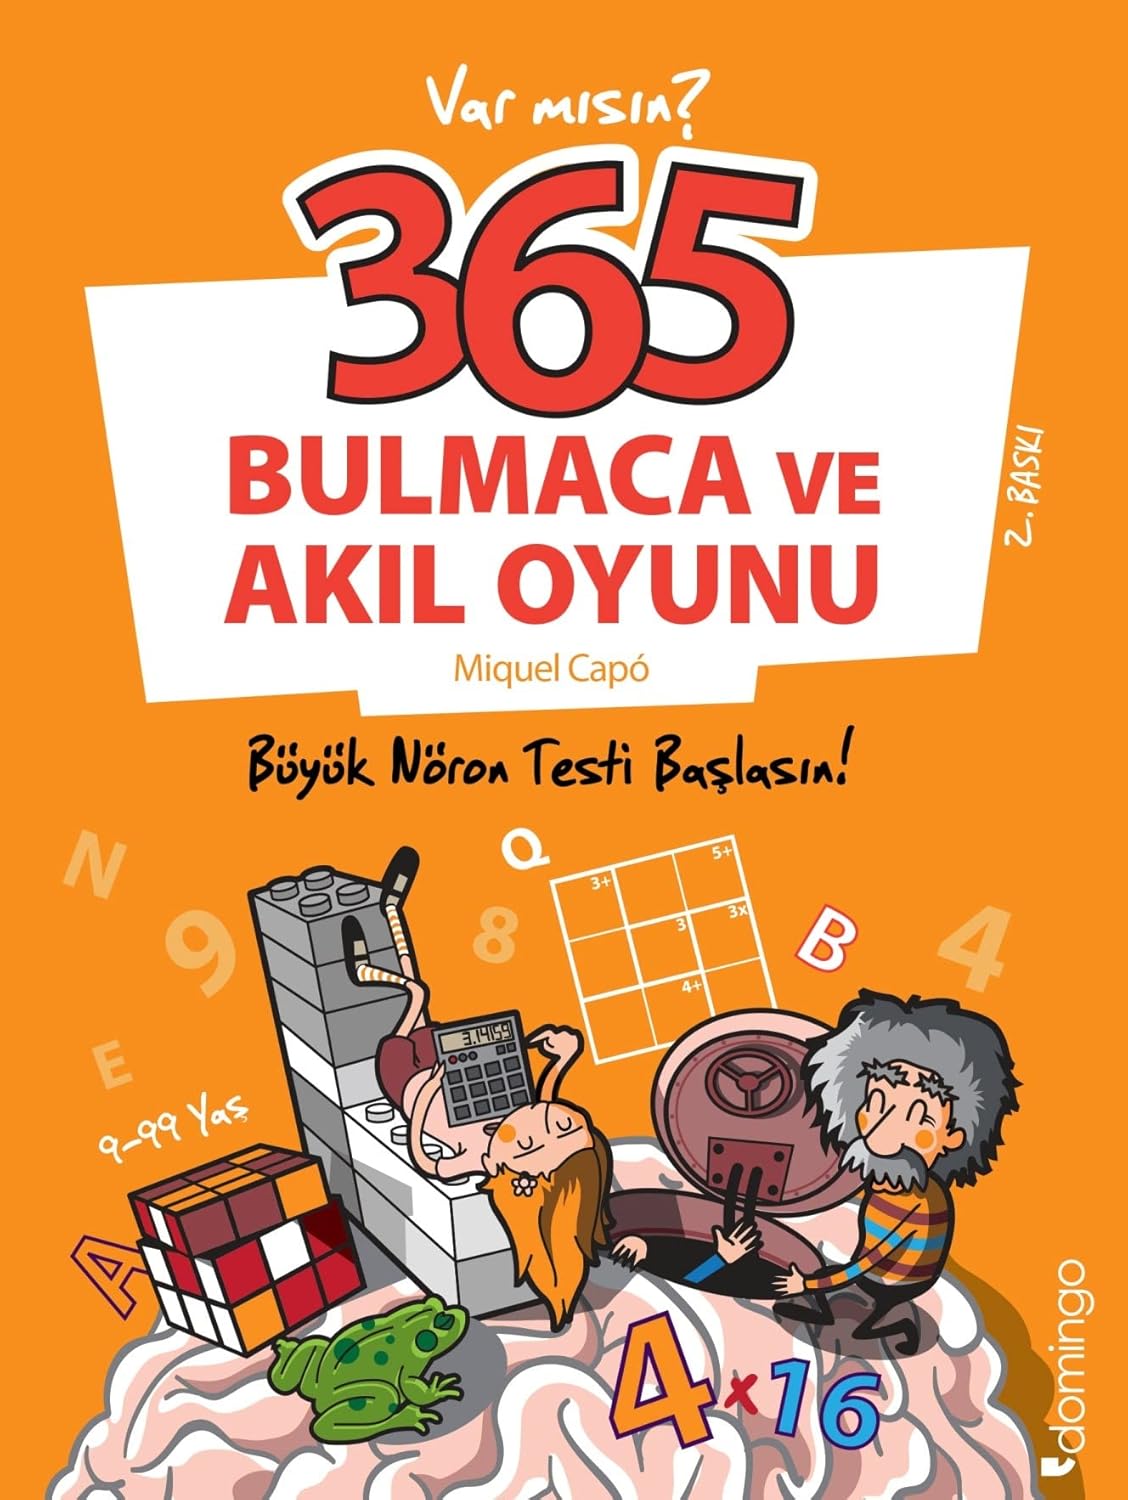 Var mısın?
365
BULMACA VE
AKIL OYUNU
2. BASKI
Miquel Capó
Büyük Nöron Testi Başlasın!
N
Q
5+
3+
9
8
3
3x
B
4
4+
3.14159
E
9-99 Yaş
A
4 x 16
domingo